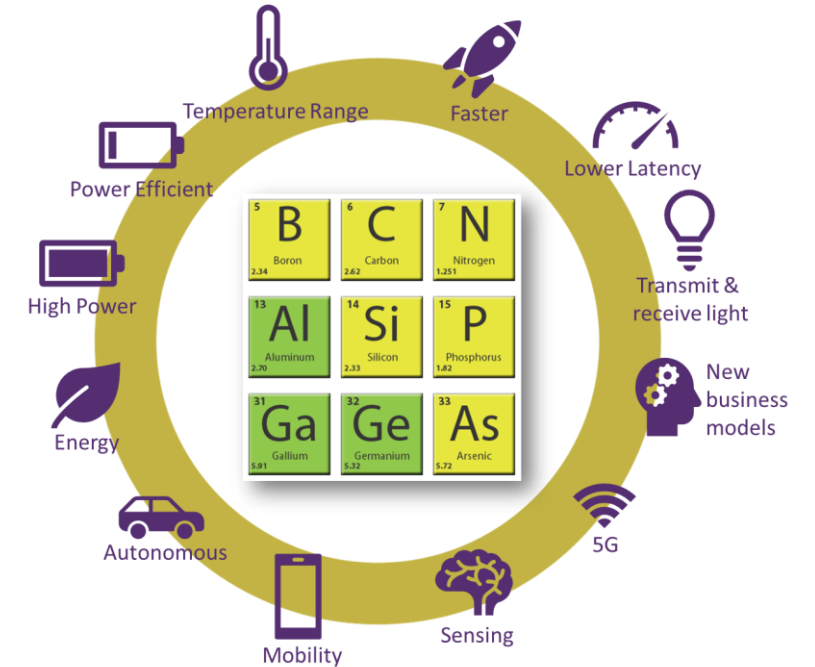 Temperature Range
Faster
Power Efficient
Lower Latency
High Power
Transmit &
receive light
Energy
New
business
models
Autonomous
5G
Mobility
Sensing
5
B
Boron
2.34
6
C
Carbon
2.62
7
N
Nitrogen
1.251
13
Al
Aluminum
2.70
14
Si
Silicon
2.33
15
P
Phosphorus
1.82
31
Ga
Gallium
5.91
32
Ge
Germanium
5.32
33
As
Arsenic
5.72